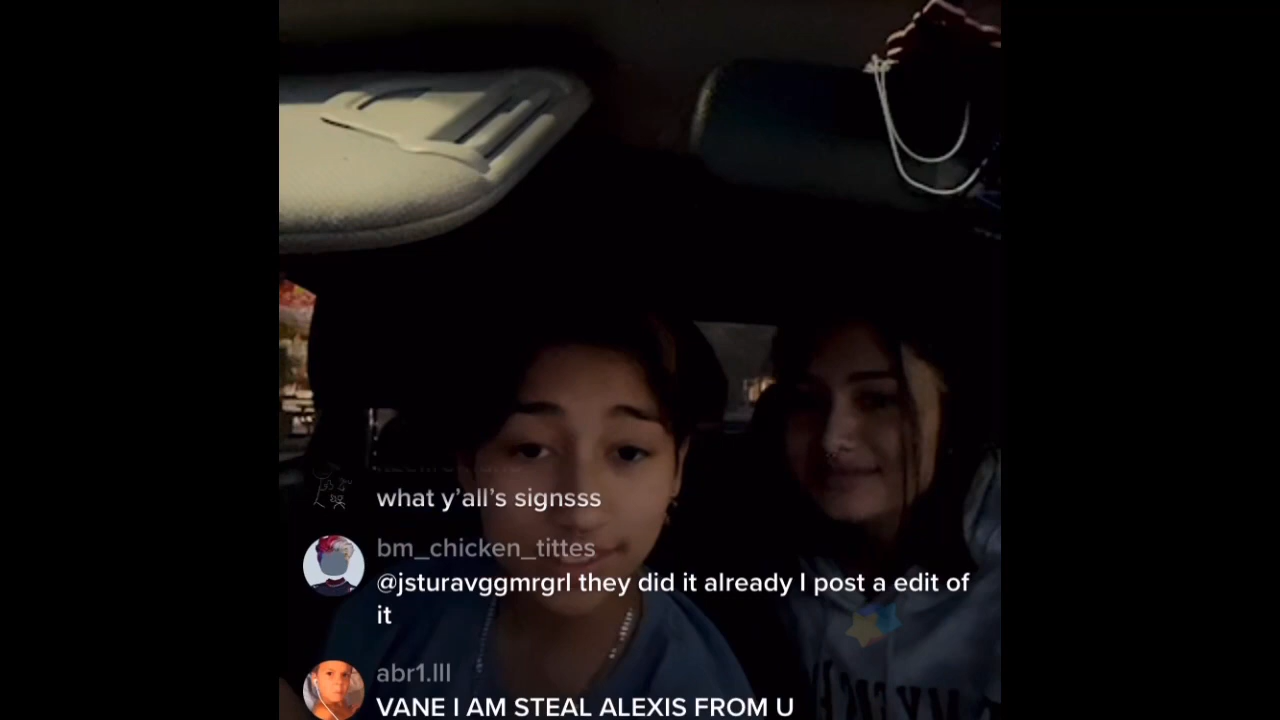 what y’all’s signsss
bm_chicken_tittes
@jsturavggmrgrl they did it already I post a edit of
it
abr1.lll
VANE I AM STEAL ALEXIS FROM U